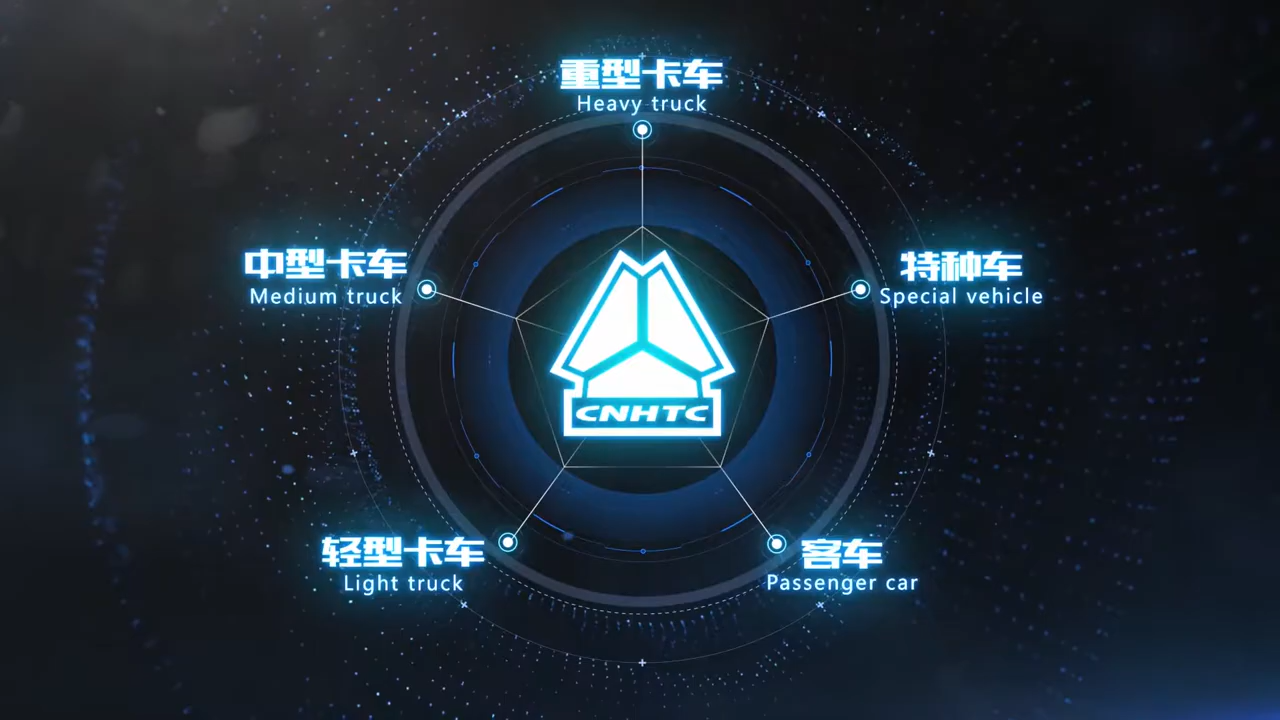 重型卡车
Heavy truck
中型卡车
Medium truck
特种车
Special vehicle
CNHTC
轻型卡车
Light truck
客车
Passenger car